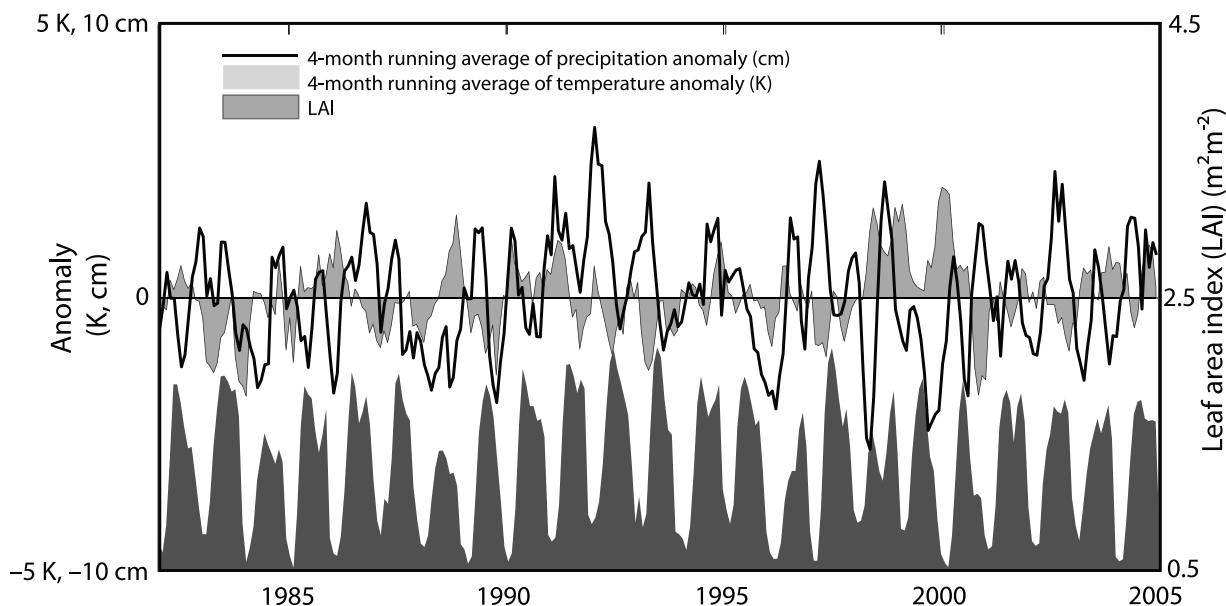 5 K, 10 cm
4.5
4-month running average of precipitation anomaly (cm)
4-month running average of temperature anomaly (K)
LAl
Anomaly
(K, cm)
0
2.5
Leaf area index (LAI) (m²m⁻²)
–5 K, –10 cm
0.5
1985
1990
1995
2000
2005